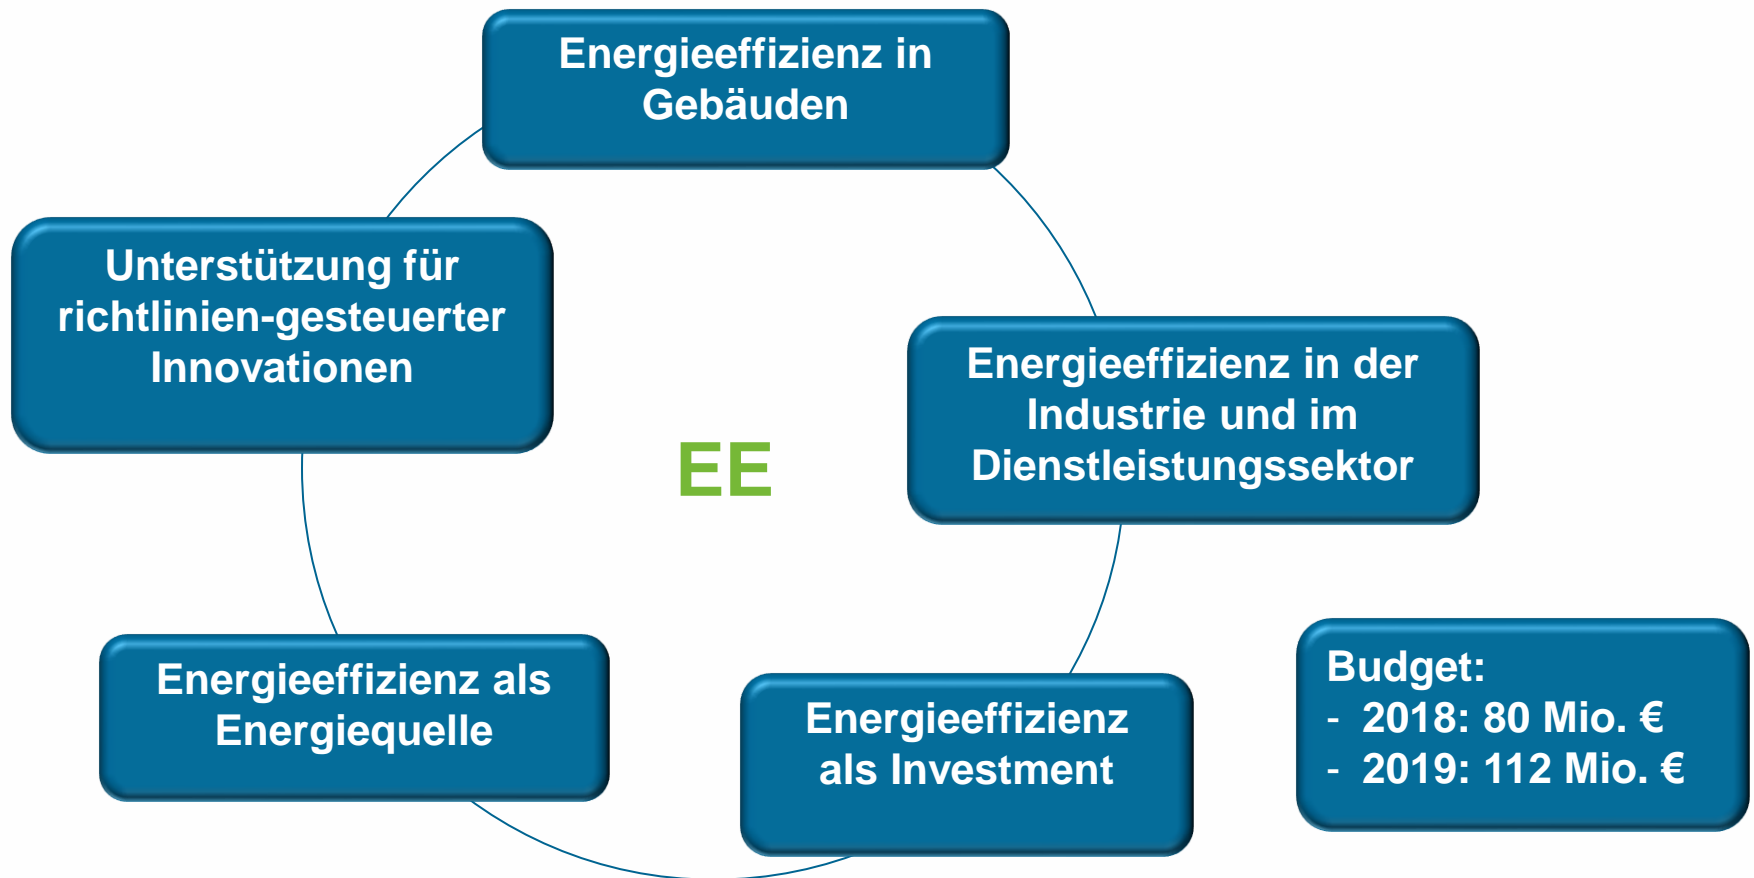 Energieeffizienz in
Gebäuden
Unterstützung für
richtlinien-gesteuerter
Innovationen
Energieeffizienz in der
Industrie und im
Dienstleistungssektor
EE
Energieeffizienz als
Energiequelle
Energieeffizienz
als Investment
Budget:
- 2018: 80 Mio. €
- 2019: 112 Mio. €